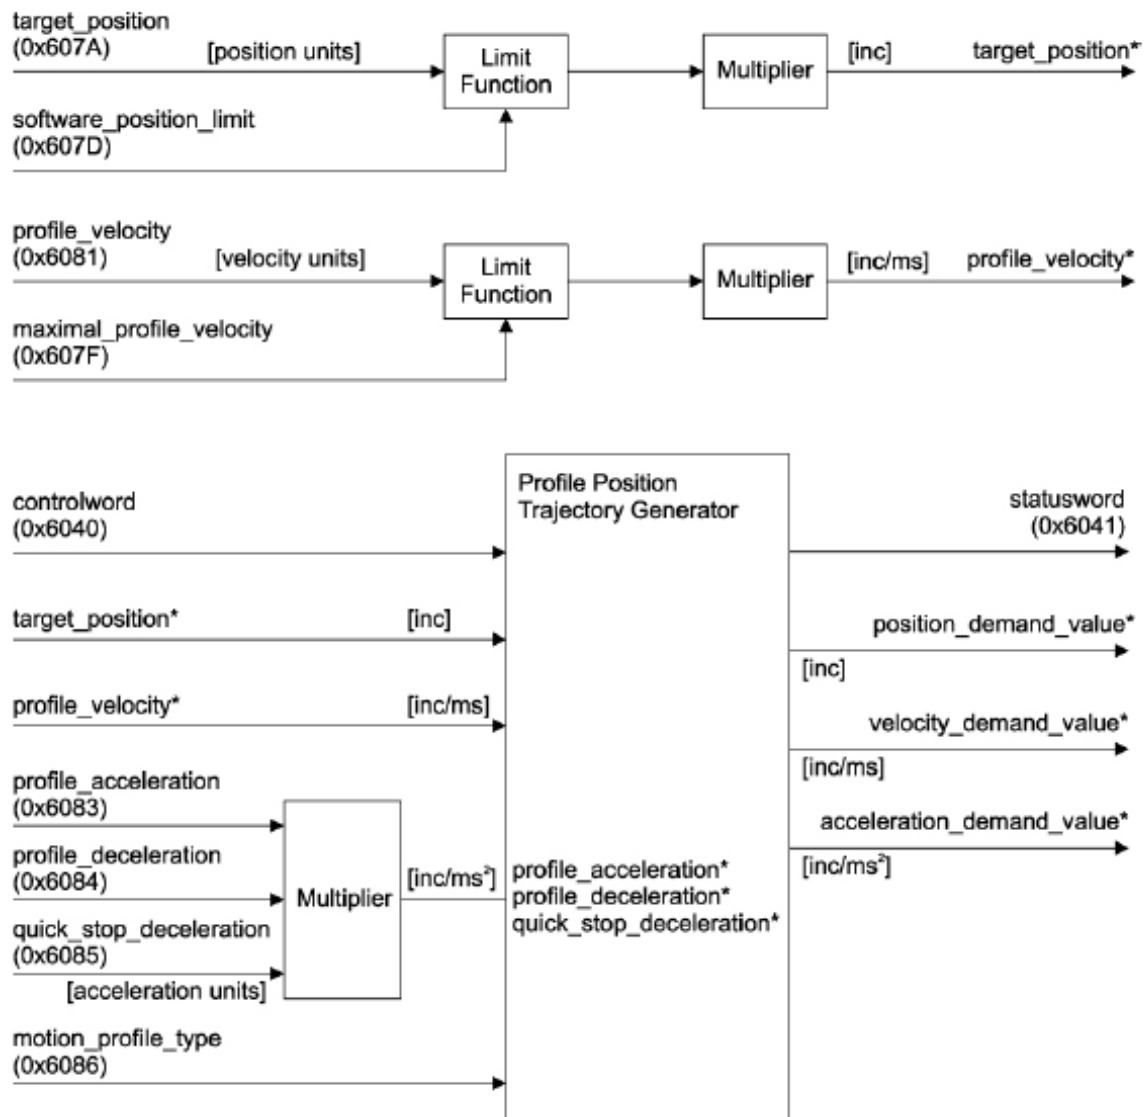 target_position
(0x607A)
[position units]
Limit
Function
Multiplier
[inc]
target_position*
software_position_limit
(0x607D)
profile_velocity
(0x6081)
[velocity units]
Limit
Function
Multiplier
[inc/ms]
profile_velocity*
maximal_profile_velocity
(0x607F)
controlword
(0x6040)
Profile Position
Trajectory Generator
statusword
(0x6041)
target_position*
[inc]
position_demand_value*
[inc]
profile_velocity*
[inc/ms]
velocity_demand_value*
[inc/ms]
profile_acceleration
(0x6083)
profile_deceleration
(0x6084)
quick_stop_deceleration
(0x6085)
[acceleration units]
Multiplier
[inc/ms²]
profile_acceleration*
profile_deceleration*
quick_stop_deceleration*
acceleration_demand_value*
[inc/ms²]
motion_profile_type
(0x6086)